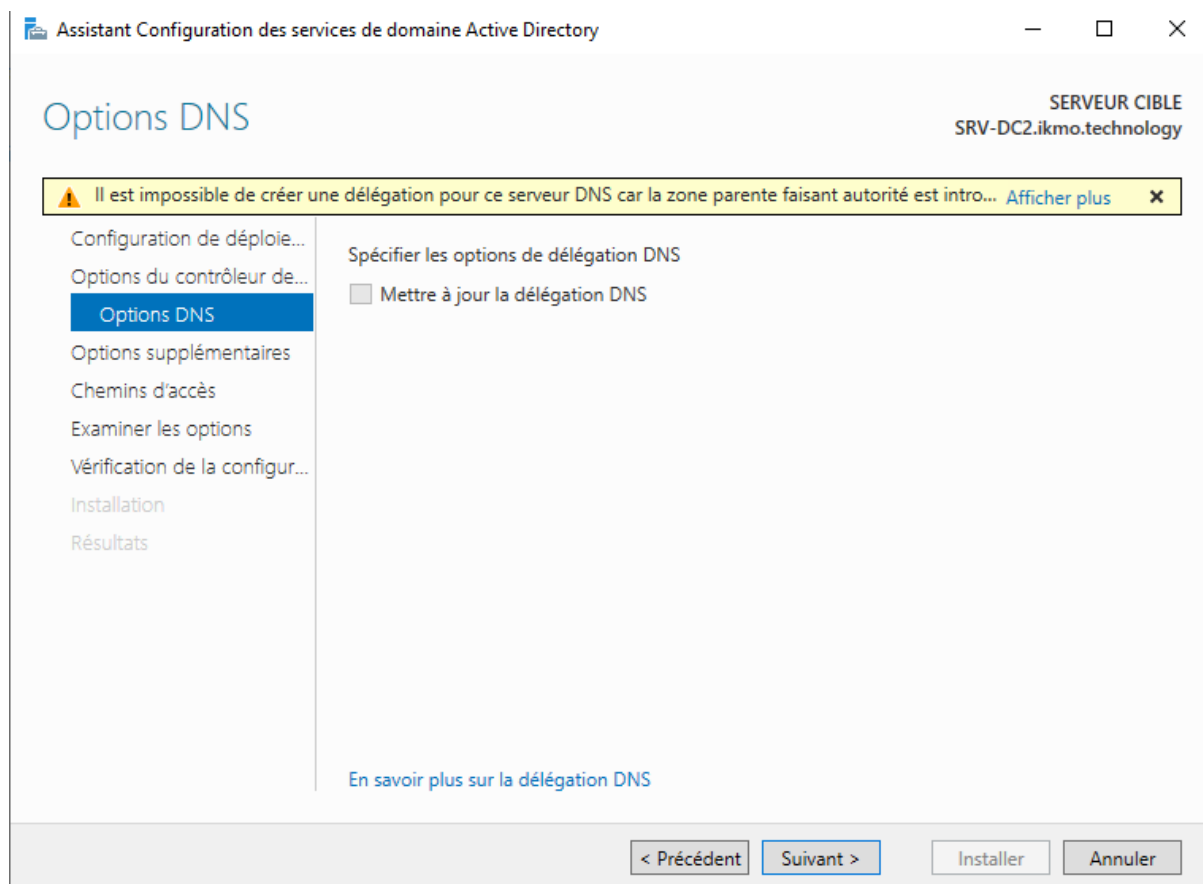 Assistant Configuration des services de domaine Active Directory
Options DNS
SERVEUR CIBLE
SRV-DC2.ikmo.technology
Il est impossible de créer une délégation pour ce serveur DNS car la zone parente faisant autorité est intro... Afficher plus
Configuration de déploie...
Options du contrôleur de...
Options DNS
Options supplémentaires
Chemins d'accès
Examiner les options
Vérification de la configur...
Installation
Résultats
Spécifier les options de délégation DNS
Mettre à jour la délégation DNS
En savoir plus sur la délégation DNS
< Précédent
Suivant >
Installer
Annuler